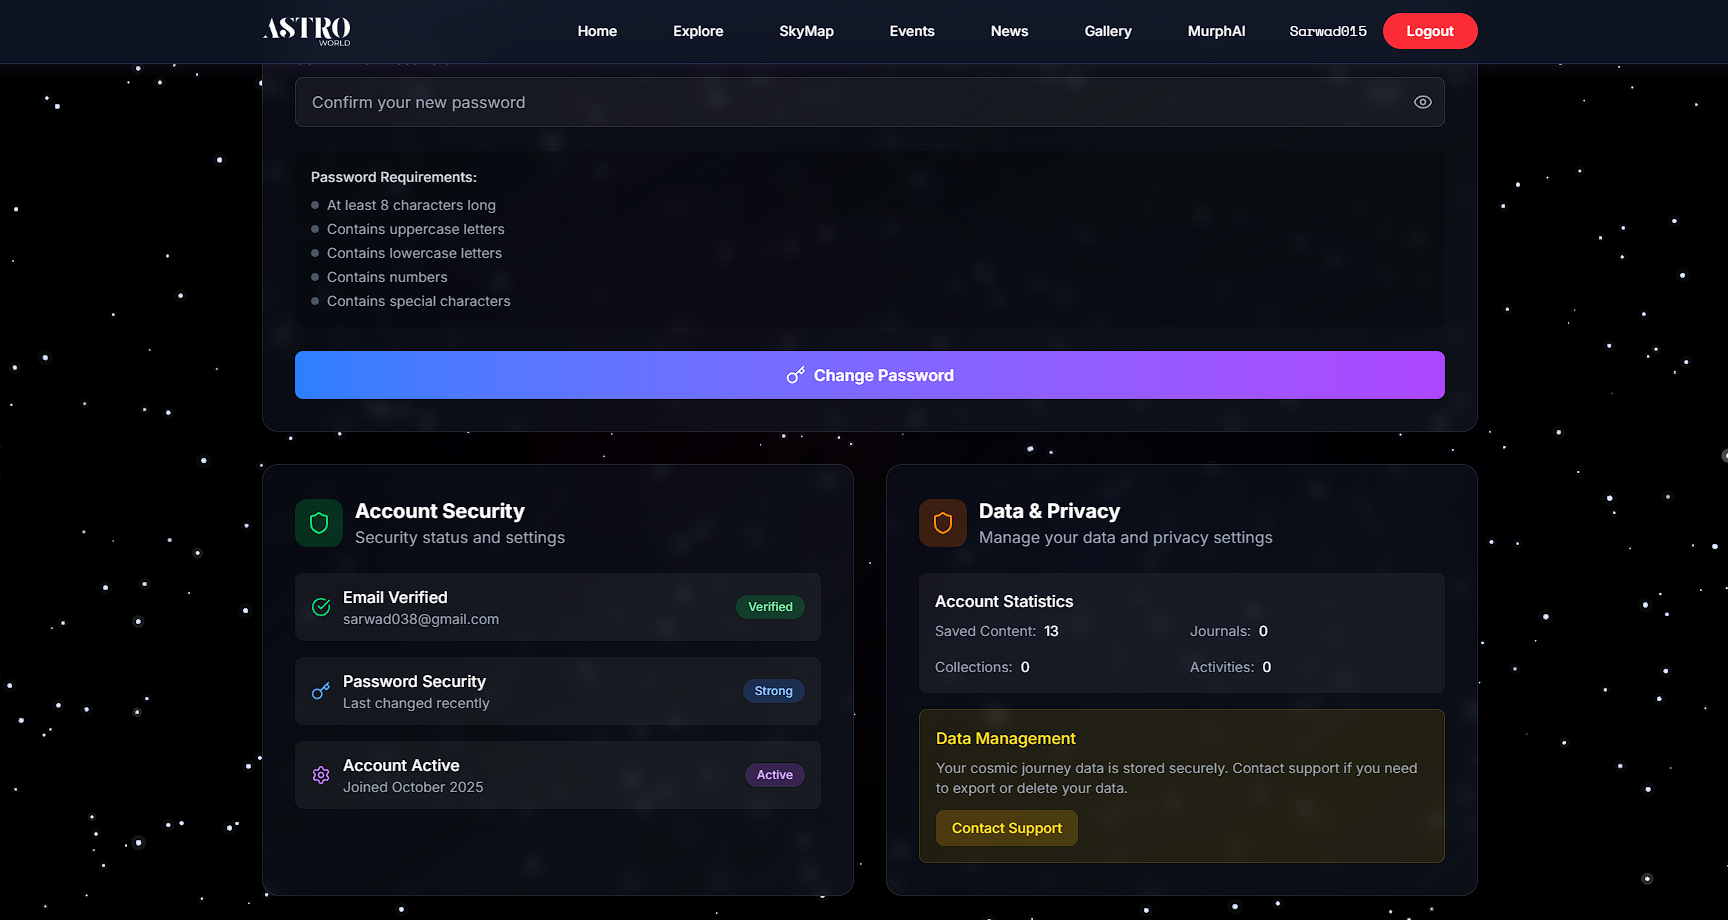 ASTRO
WORLD
Home
Explore
SkyMap
Events
News
Gallery
MurphAI
Sarwad015
Logout
Confirm your new password
Password Requirements:
At least 8 characters long
Contains uppercase letters
Contains lowercase letters
Contains numbers
Contains special characters
Change Password
Account Security
Security status and settings
Email Verified
sarwad038@gmail.com
Verified
Password Security
Last changed recently
Strong
Account Active
Joined October 2025
Active
Data & Privacy
Manage your data and privacy settings
Account Statistics
Saved Content: 13
Journals: 0
Collections: 0
Activities: 0
Data Management
Your cosmic journey data is stored securely. Contact support if you need
to export or delete your data.
Contact Support